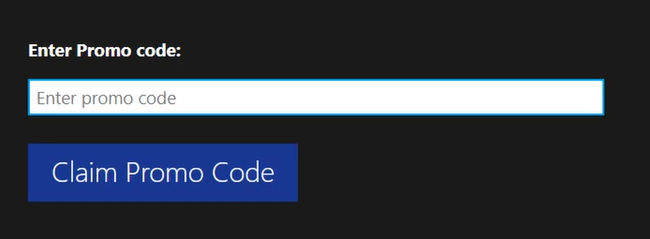 Enter Promo code:
Enter promo code
Claim Promo Code